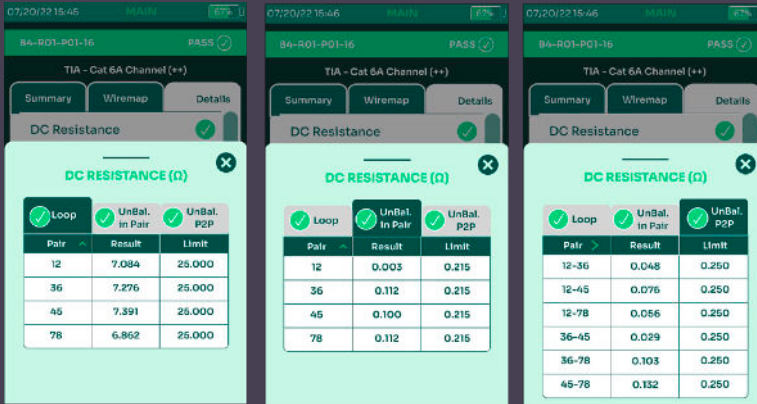 07/20/22 15:45 MAIN 67%
B4-R01-P01-16 PASS
TIA - Cat 6A Channel (++)
Summary Wiremap Details
DC Resistance
DC RESISTANCE (Ω)
Loop UnBal. in Pair UnBal. P2P
Pair Result Limit
12 7.084 25.000
36 7.276 25.000
45 7.391 25.000
78 6.862 25.000
07/20/22 15:46 MAIN 67%
B4-R01-P01-16 PASS
TIA - Cat 6A Channel (++)
Summary Wiremap Details
DC Resistance
DC RESISTANCE (Ω)
Loop UnBal. in Pair UnBal. P2P
Pair Result Limit
12 0.003 0.215
36 0.112 0.215
45 0.100 0.215
78 0.112 0.215
07/20/22 15:46 MAIN 67%
B4-R01-P01-16 PASS
TIA - Cat 6A Channel (++)
Summary Wiremap Details
DC Resistance
DC RESISTANCE (Ω)
Loop UnBal. in Pair UnBal. P2P
Pair Result Limit
12-36 0.048 0.250
12-45 0.076 0.250
12-78 0.056 0.250
36-45 0.029 0.250
36-78 0.103 0.250
45-78 0.132 0.250